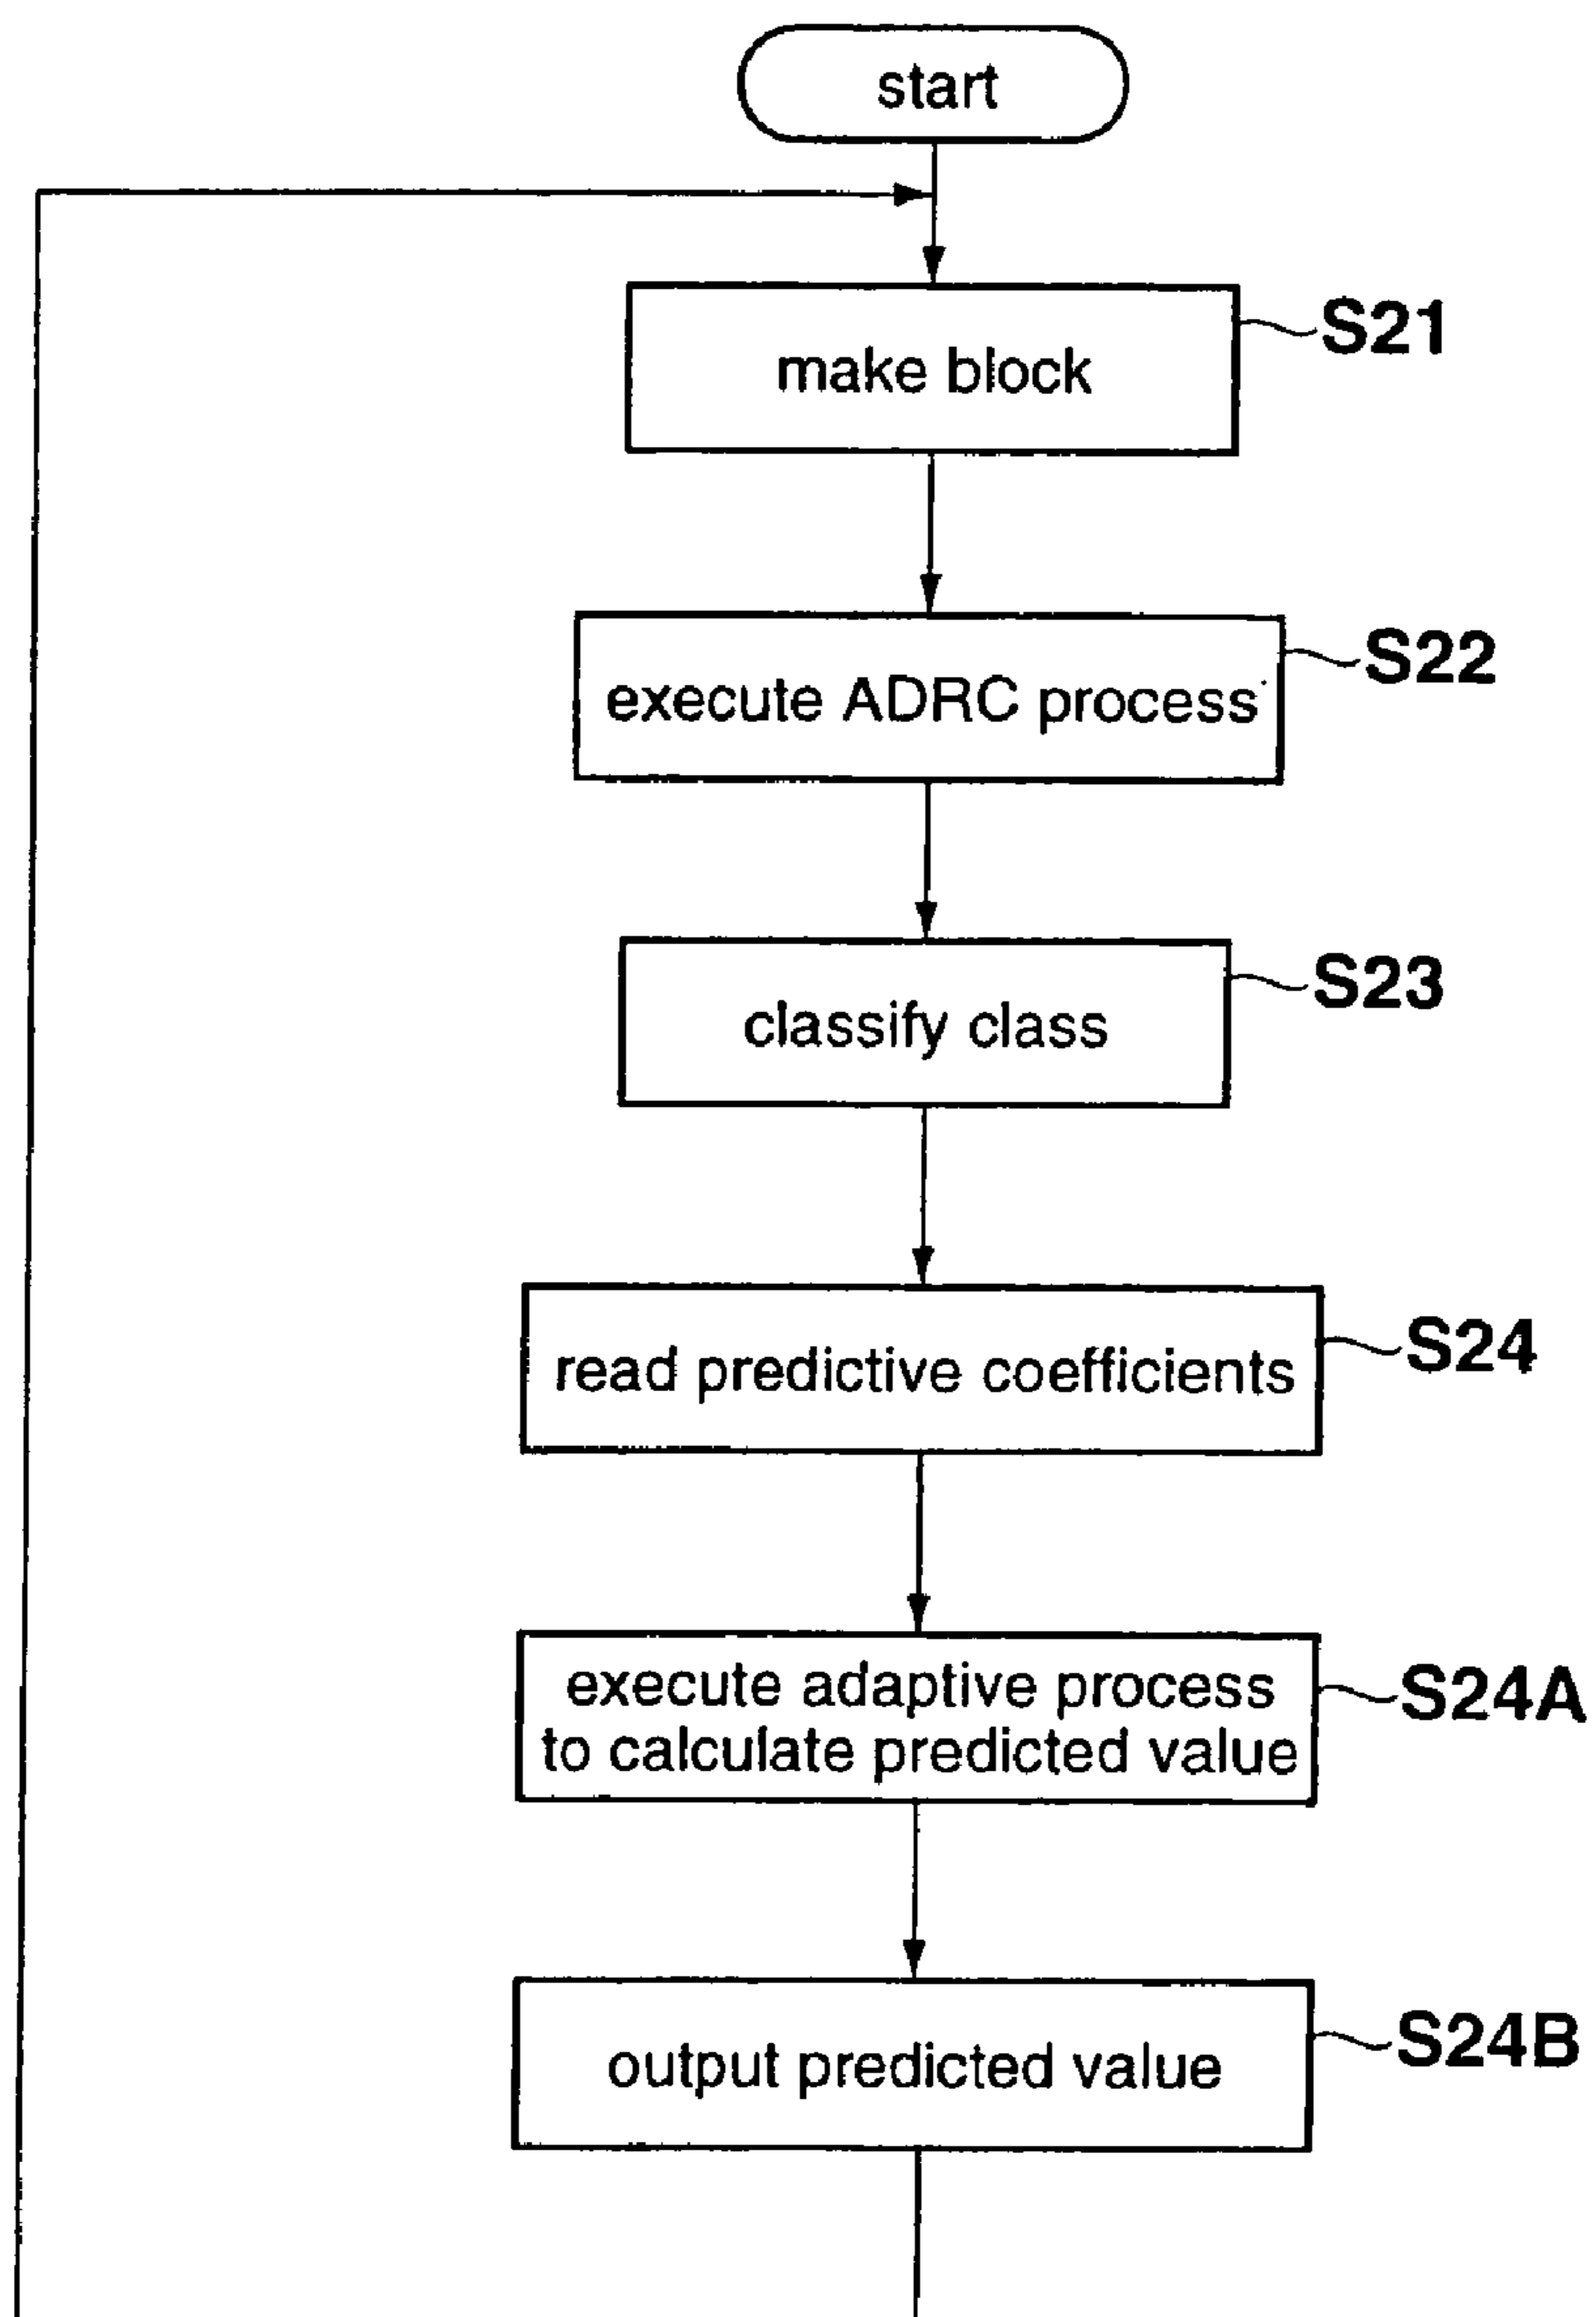 start
make block
S21
execute ADRC process
S22
classify class
S23
read predictive coefficients
S24
execute adaptive process
to calculate predicted value
S24A
output predicted value
S24B